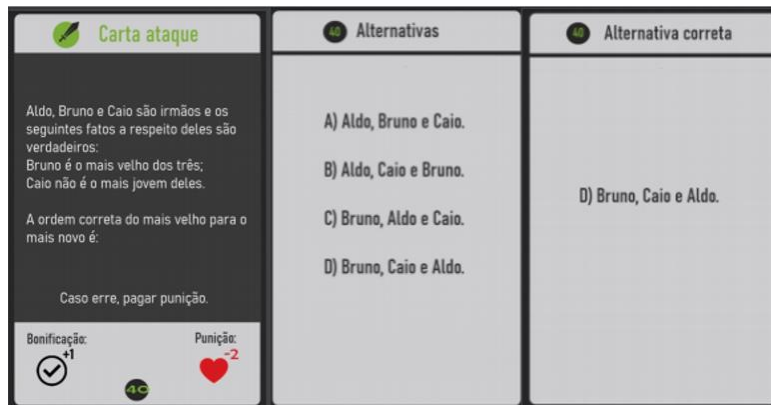 Carta ataque
Aldo, Bruno e Caio são irmãos e os
seguintes fatos a respeito deles são
verdadeiros:
Bruno é o mais velho dos três;
Caio não é o mais jovem deles.
A ordem correta do mais velho para o
mais novo é:
Caso erre, pagar punição.
Bonificação:
+1
Punição:
-2
40
40 Alternativas
A) Aldo, Bruno e Caio.
B) Aldo, Caio e Bruno.
C) Bruno, Aldo e Caio.
D) Bruno, Caio e Aldo.
40 Alternativa correta
D) Bruno, Caio e Aldo.